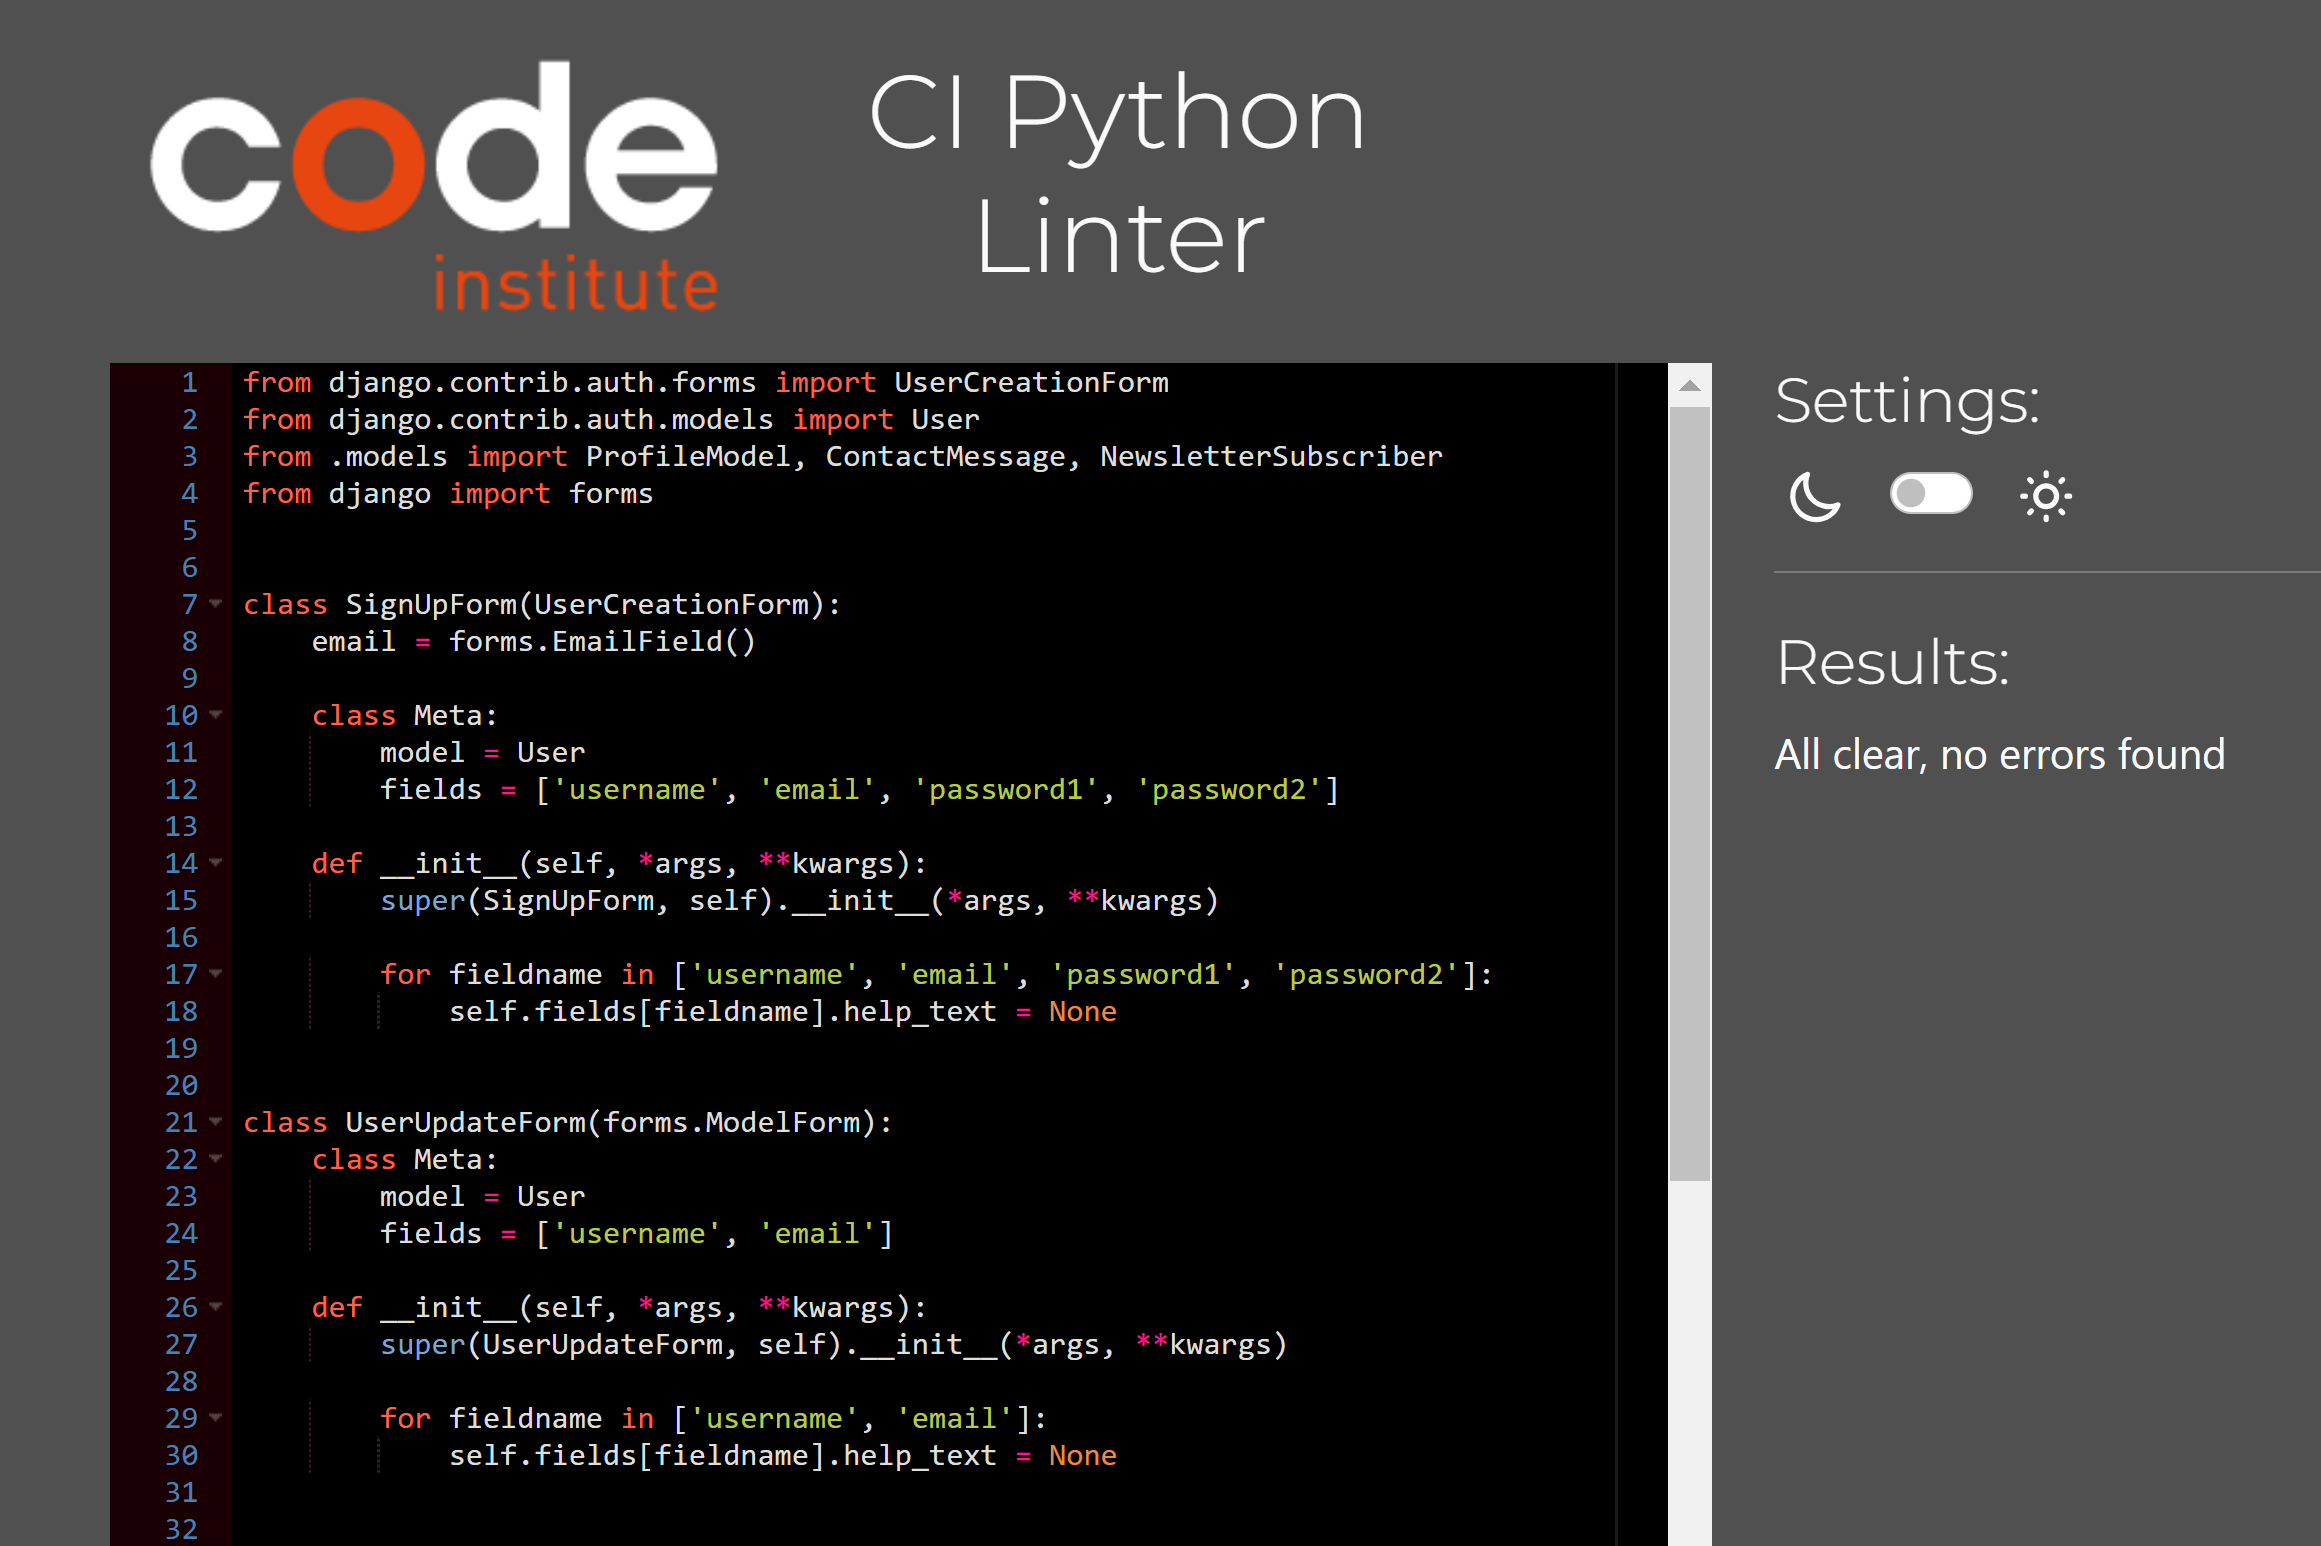 code
institute
CI Python
Linter
1 from django.contrib.auth.forms import UserCreationForm
2 from django.contrib.auth.models import User
3 from .models import ProfileModel, ContactMessage, NewsletterSubscriber
4 from django import forms
5
6
7 class SignUpForm(UserCreationForm):
8     email = forms.EmailField()
9
10     class Meta:
11         model = User
12         fields = ['username', 'email', 'password1', 'password2']
13
14     def __init__(self, *args, **kwargs):
15         super(SignUpForm, self).__init__(*args, **kwargs)
16
17         for fieldname in ['username', 'email', 'password1', 'password2']:
18             self.fields[fieldname].help_text = None
19
20
21 class UserUpdateForm(forms.ModelForm):
22     class Meta:
23         model = User
24         fields = ['username', 'email']
25
26     def __init__(self, *args, **kwargs):
27         super(UserUpdateForm, self).__init__(*args, **kwargs)
28
29         for fieldname in ['username', 'email']:
30             self.fields[fieldname].help_text = None
31
32
Settings:
Results:
All clear, no errors found